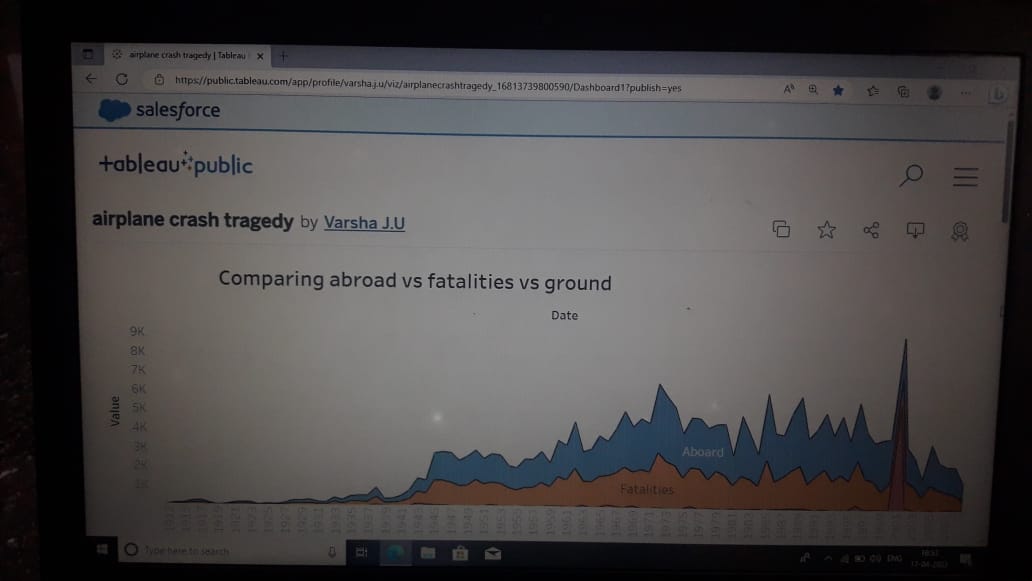 airplane crash tragedy | Tableau
https://public.tableau.com/app/profile/varsha.j.u/viz/airplanecrashtragedy_16813739800590/Dashboard1?publish=yes
salesforce
+ableau public
airplane crash tragedy by Varsha J.U
Comparing abroad vs fatalities vs ground
Date
9K
8K
7K
6K
5K
4K
3K
2K
1K
Value
Aboard
Fatalities
Type here to search
ENG